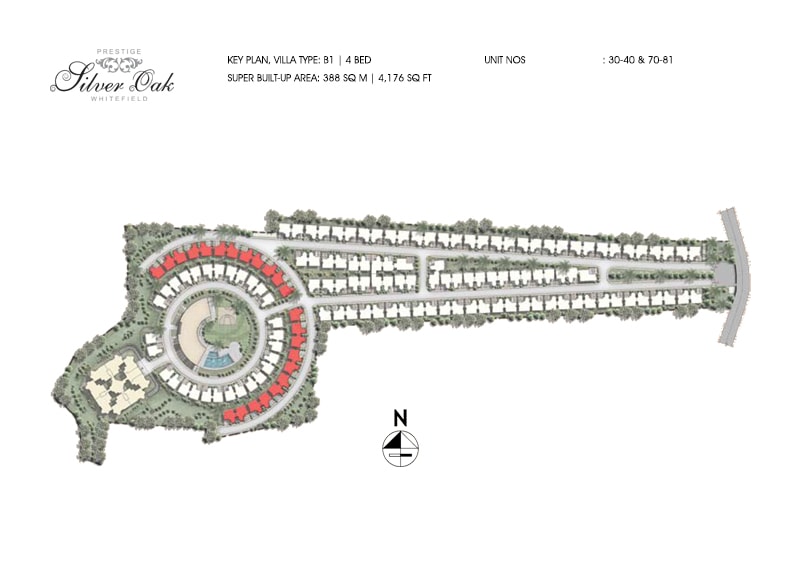 PRESTIGE
Silver Oak
WHITEFIELD
KEY PLAN, VILLA TYPE: B1 | 4 BED
SUPER BUILT-UP AREA: 388 SQ M | 4,176 SQ FT
UNIT NOS : 30-40 & 70-81
N